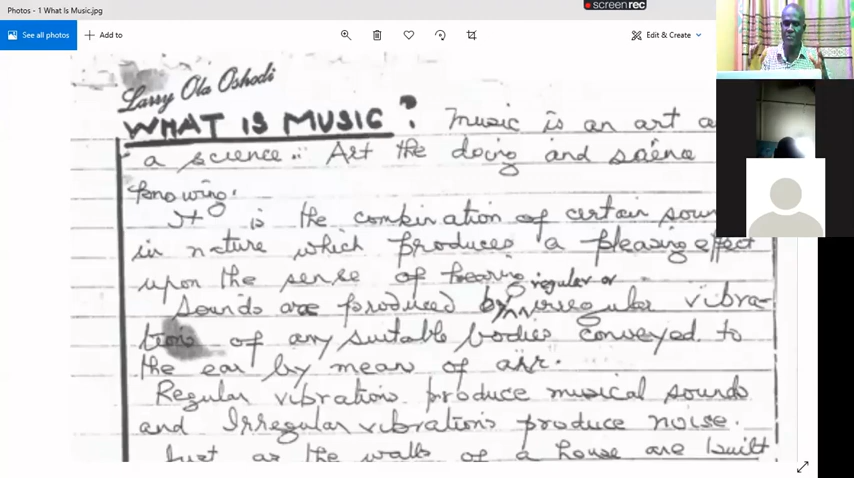 Photos - 1 What Is Music.jpg
screenrec
See all photos
Add to
Edit & Create
Larry Ola Oshodi
WHAT IS MUSIC? Music is an art a
a science. Art the doing and
knowing.
It is the combination of certain soun
in nature which produces a pleasing effect
upon the sense of hearing.
regular or
Sounds are produced by irregular vibra-
tions of any suitable bodies conveyed to
the ear by mean of air.
Regular vibration produce musical sounds
and Irregular vibrations produce noise.
Just as the walls of a house are built